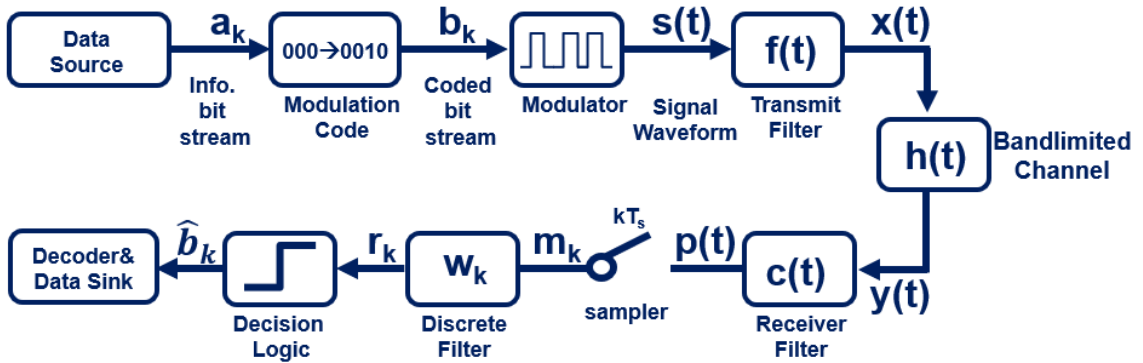 Data
Source
a_k
Info.
bit
stream
000→0010
Modulation
Code
b_k
Coded
bit
stream
Modulator
s(t)
Signal
Waveform
f(t)
Transmit
Filter
x(t)
h(t)
Bandlimited
Channel
y(t)
c(t)
Receiver
Filter
p(t)
kT_s
sampler
m_k
w_k
Discrete
Filter
r_k
Decision
Logic
b̂_k
Decoder&
Data Sink